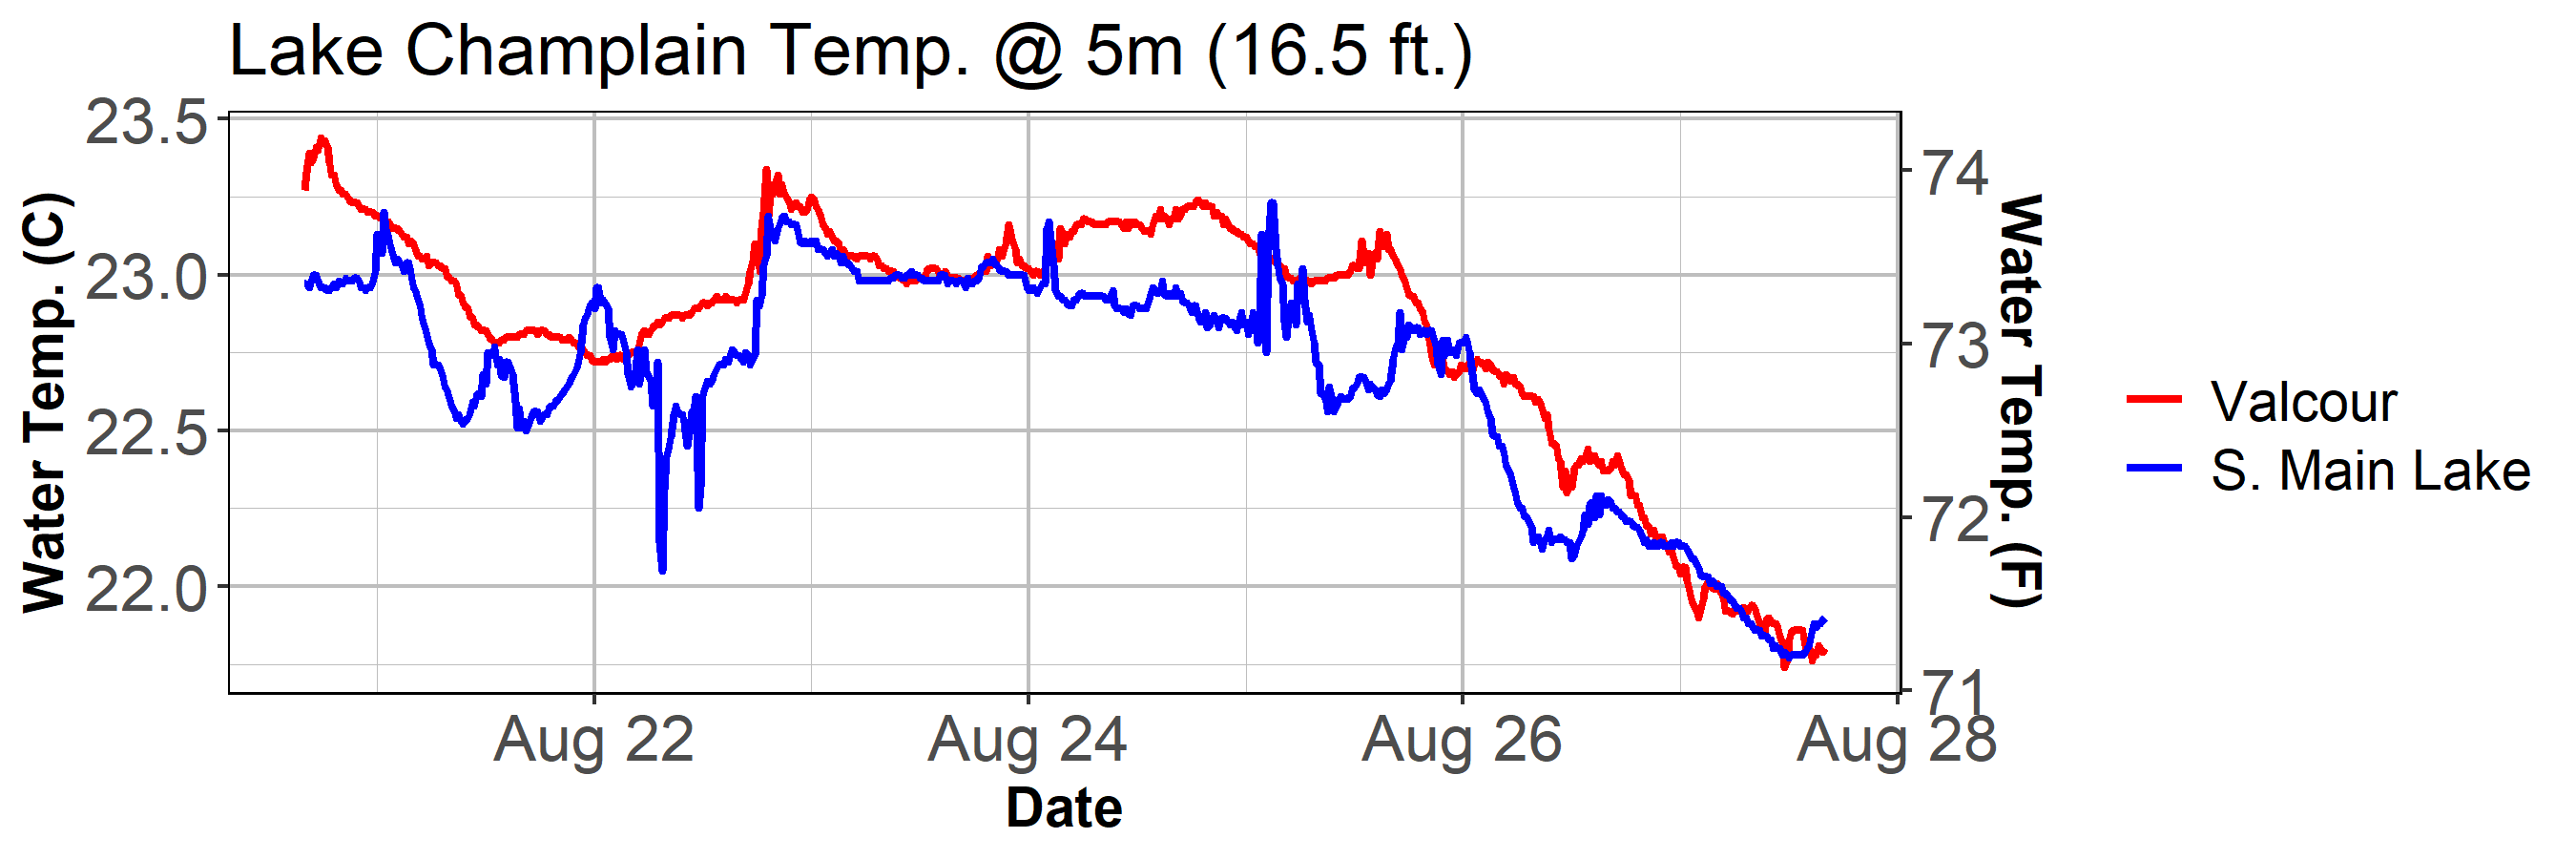 Lake Champlain Temp. @ 5m (16.5 ft.)
Water Temp. (C)
23.5
23.0
22.5
22.0
74
73
72
71
Water Temp. (F)
Aug 22
Aug 24
Aug 26
Aug 28
Date
Valcour
S. Main Lake